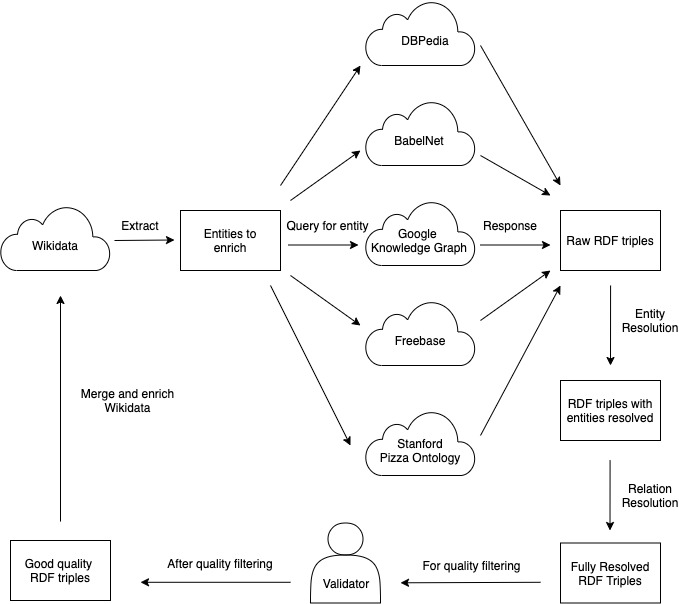 DBPedia
BabelNet
Wikidata
Extract
Entities to
enrich
Query for entity
Google
Knowledge Graph
Response
Raw RDF triples
Freebase
Entity
Resolution
Merge and enrich
Wikidata
Stanford
Pizza Ontology
RDF triples with
entities resolved
Relation
Resolution
Good quality
RDF triples
After quality filtering
Validator
For quality filtering
Fully Resolved
RDF Triples